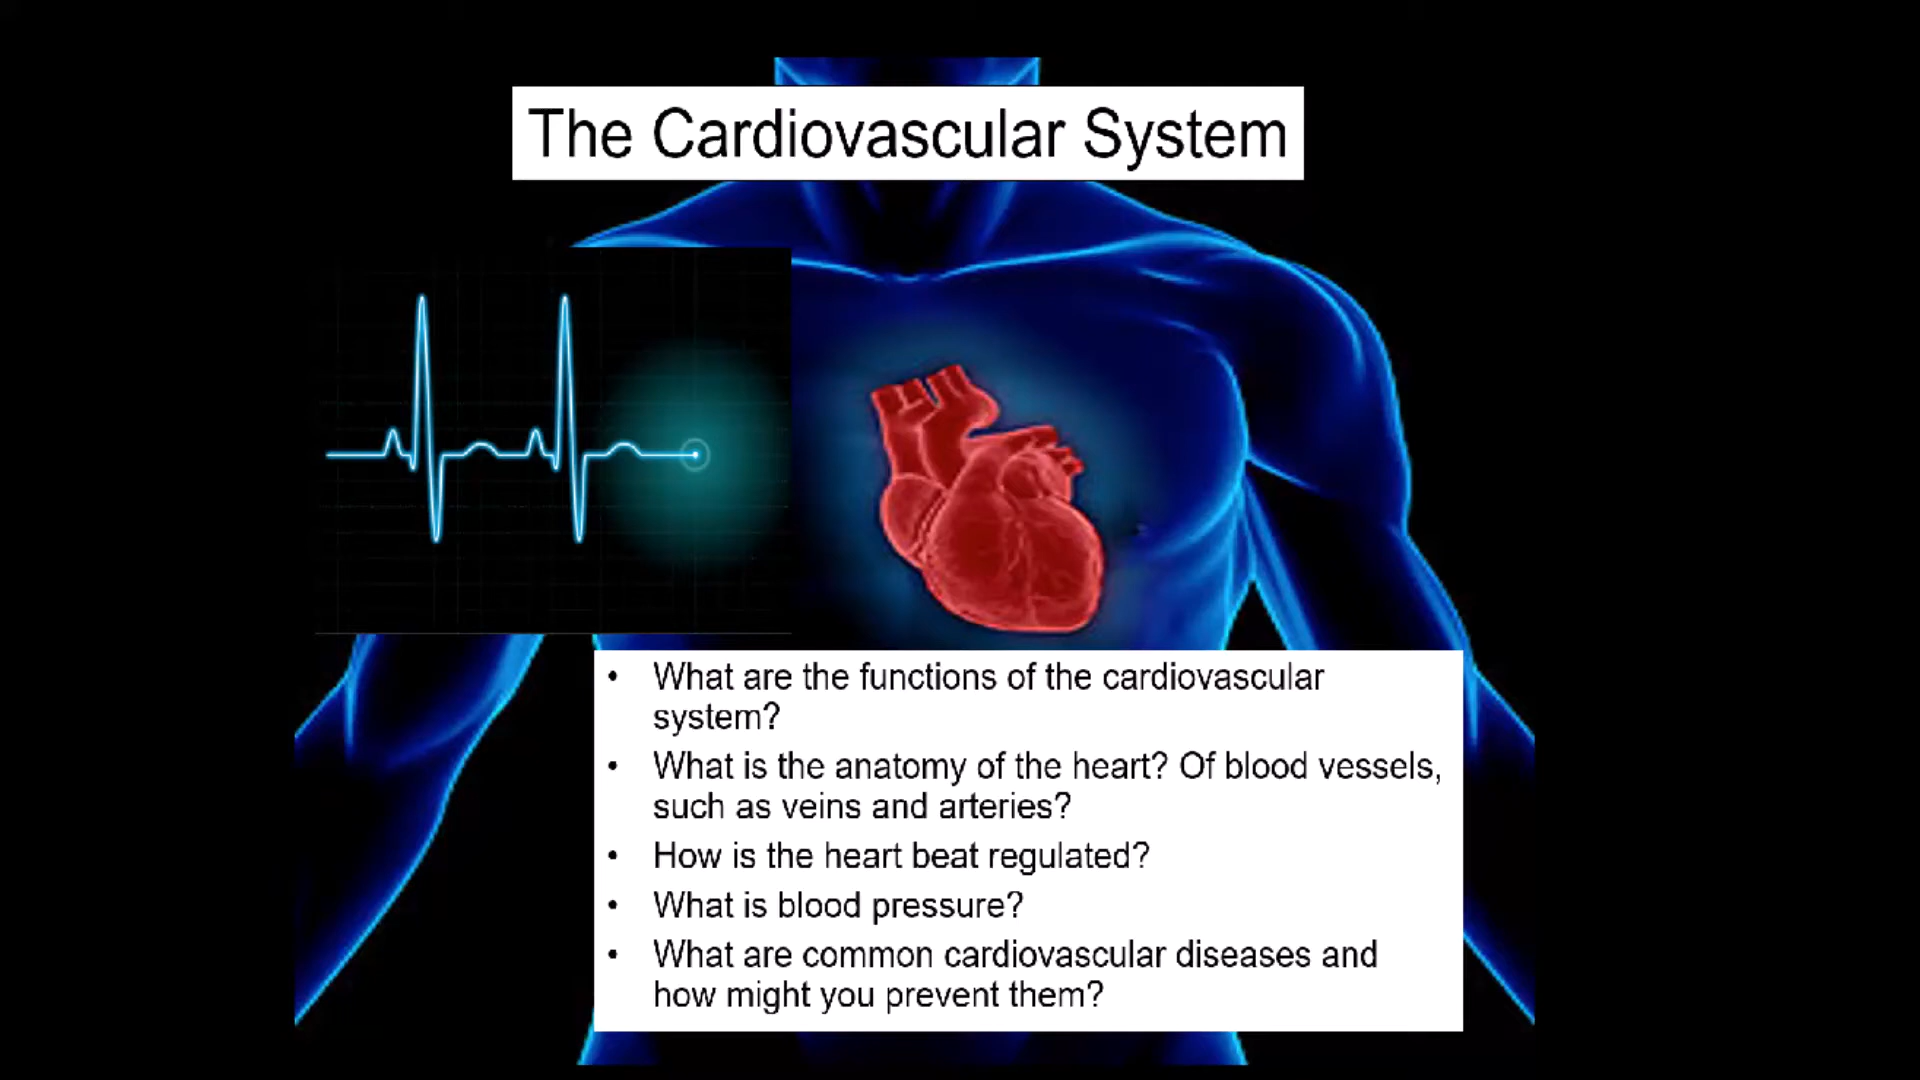 The Cardiovascular System
• What are the functions of the cardiovascular
system?
• What is the anatomy of the heart? Of blood vessels,
such as veins and arteries?
• How is the heart beat regulated?
• What is blood pressure?
• What are common cardiovascular diseases and
how might you prevent them?